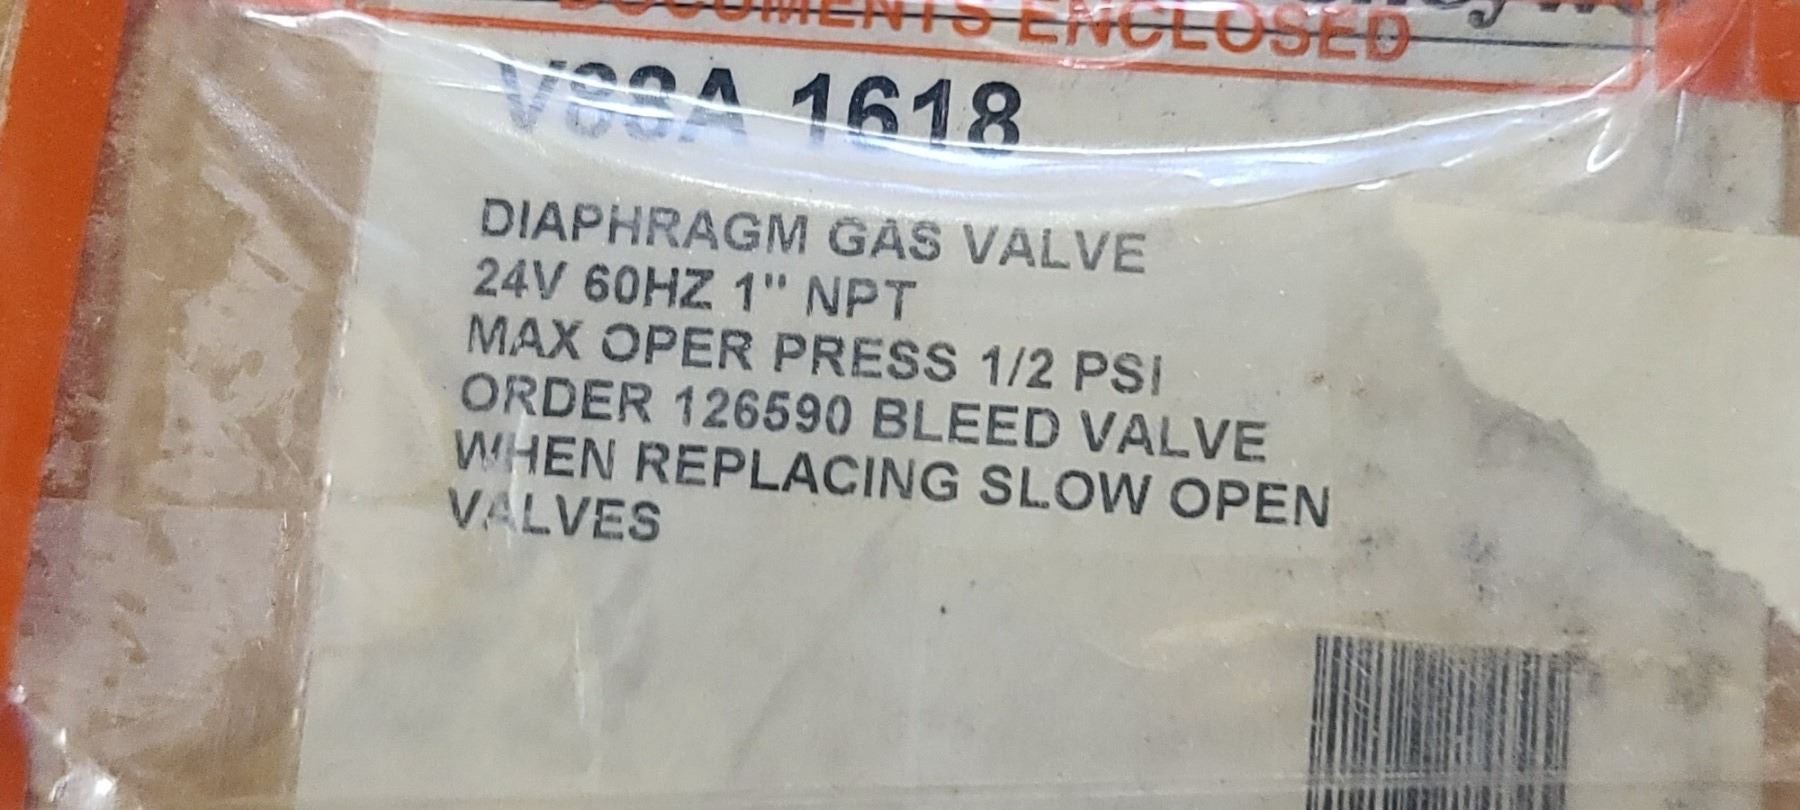 DOCUMENTS ENCLOSED
V88A 1618
DIAPHRAGM GAS VALVE
24V 60HZ 1" NPT
MAX OPER PRESS 1/2 PSI
ORDER 126590 BLEED VALVE
WHEN REPLACING SLOW OPEN
VALVES